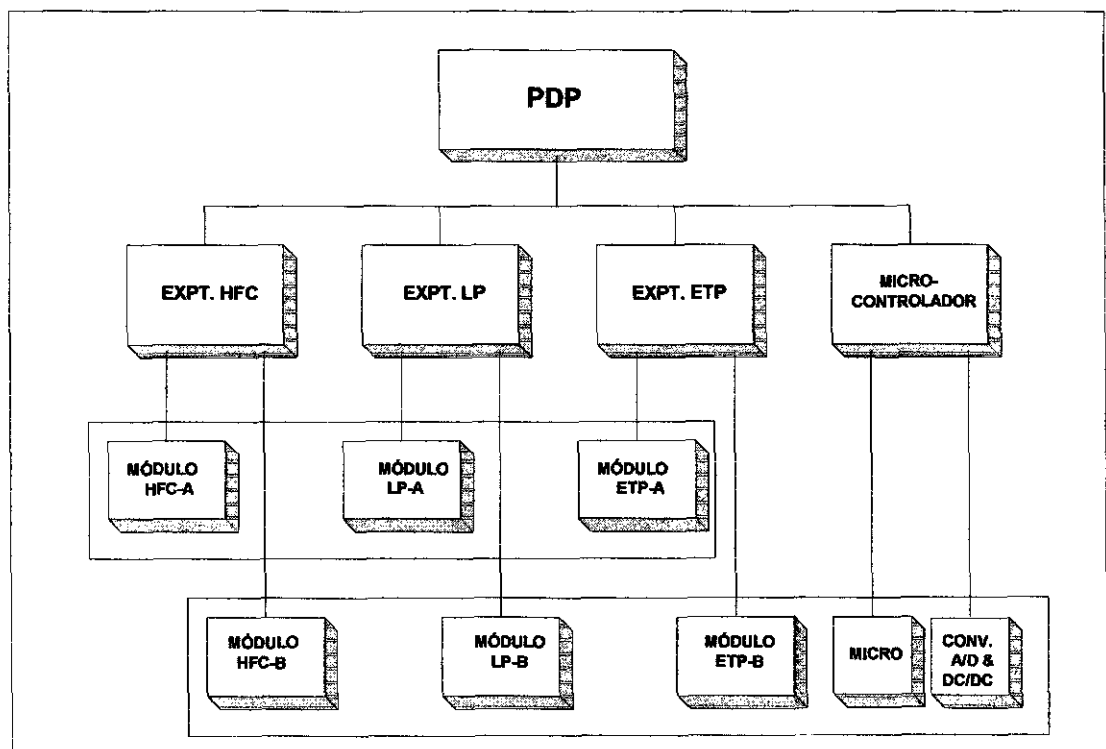 PDP
EXPT. HFC
EXPT. LP
EXPT. ETP
MICRO-
CONTROLADOR
MÓDULO
HFC-A
MÓDULO
LP-A
MÓDULO
ETP-A
MÓDULO
HFC-B
MÓDULO
LP-B
MÓDULO
ETP-B
MICRO
CONV.
A/D &
DC/DC